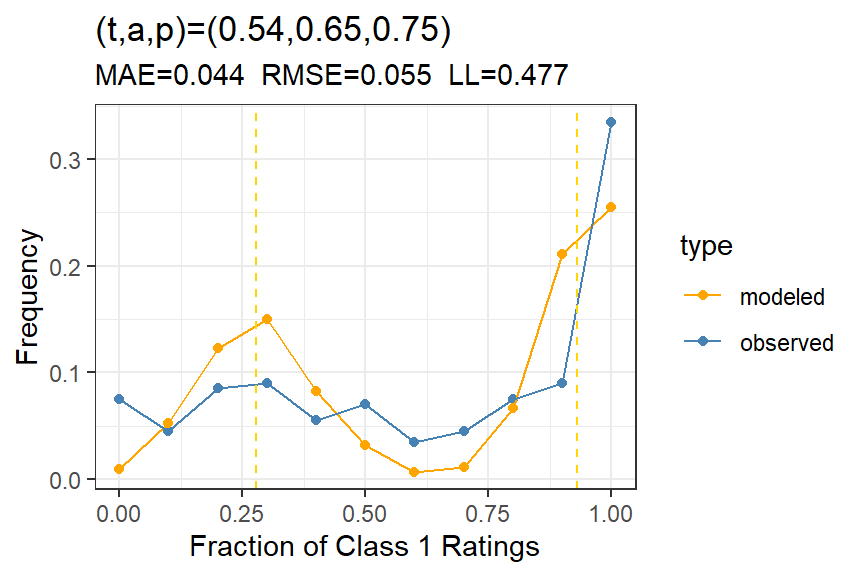 (t,a,p)=(0.54,0.65,0.75)
MAE=0.044  RMSE=0.055  LL=0.477
Frequency
0.3
0.2
0.1
0.0
0.00 0.25 0.50 0.75 1.00
Fraction of Class 1 Ratings
type
modeled
observed